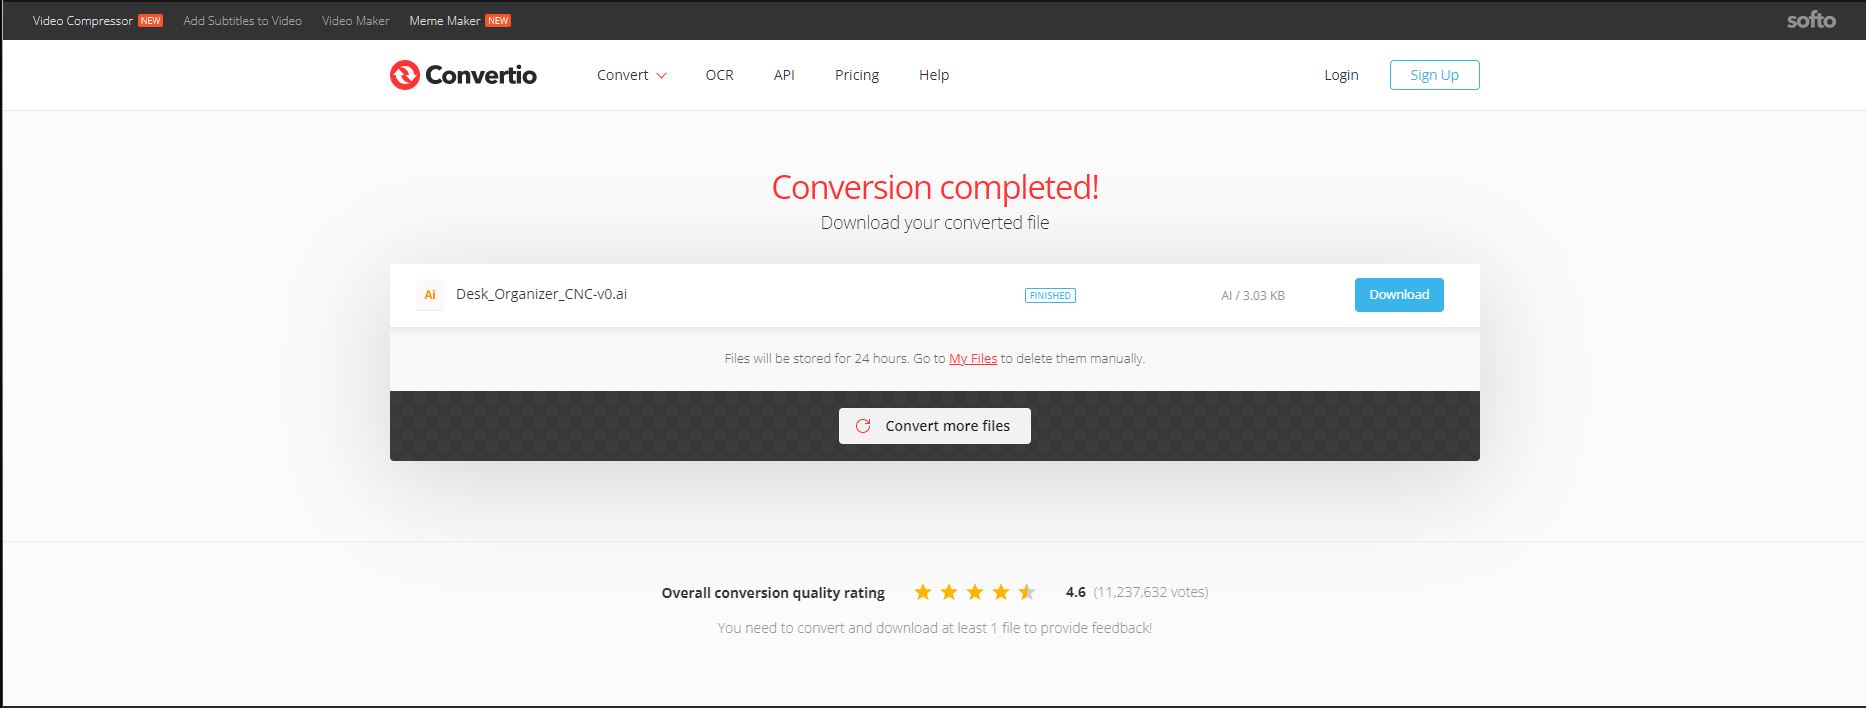 Video Compressor NEW Add Subtitles to Video Video Maker Meme Maker NEW softo
Convertio Convert OCR API Pricing Help Login Sign Up
Conversion completed!
Download your converted file
Ai Desk_Organizer_CNC-v0.ai FINISHED AI / 3.03 KB Download
Files will be stored for 24 hours. Go to My Files to delete them manually.
Convert more files
Overall conversion quality rating 4.6 (11,237,632 votes)
You need to convert and download at least 1 file to provide feedback!